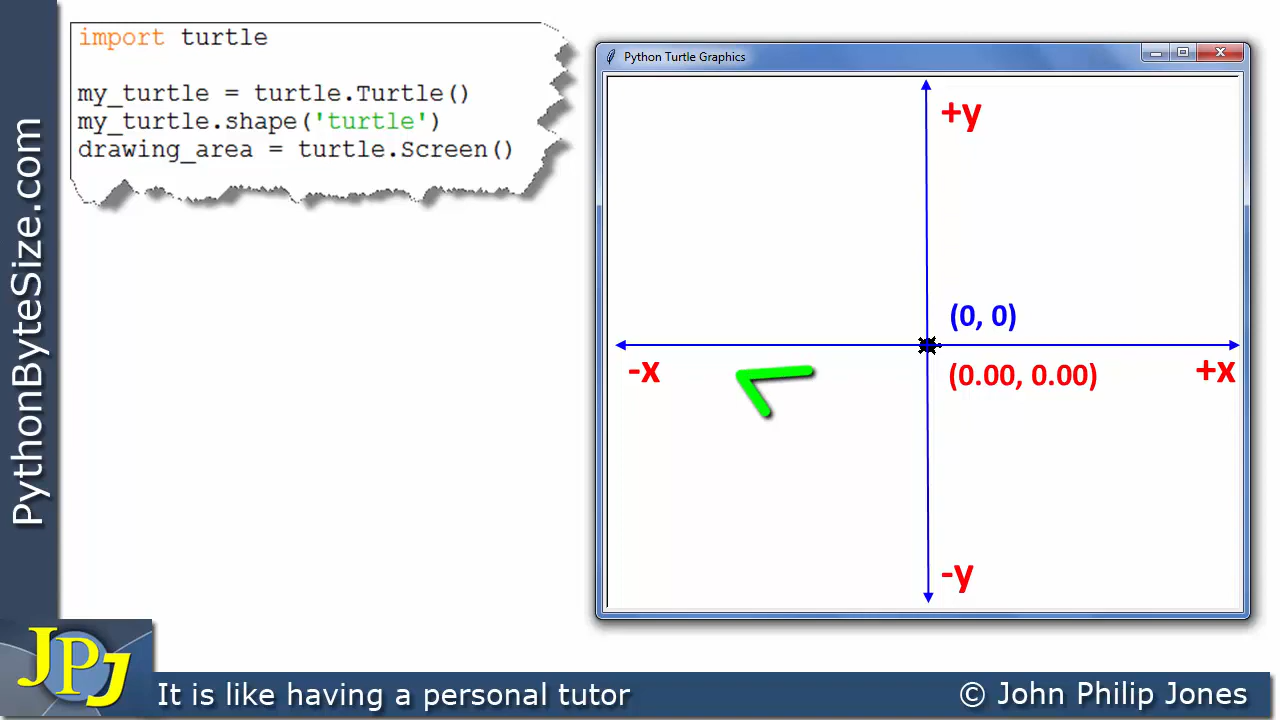 import turtle
my_turtle = turtle.Turtle()
my_turtle.shape('turtle')
drawing_area = turtle.Screen()
PythonByteSize.com
Python Turtle Graphics
+y
(0, 0)
-x
(0.00, 0.00)
+x
-y
JPJ
It is like having a personal tutor
© John Philip Jones